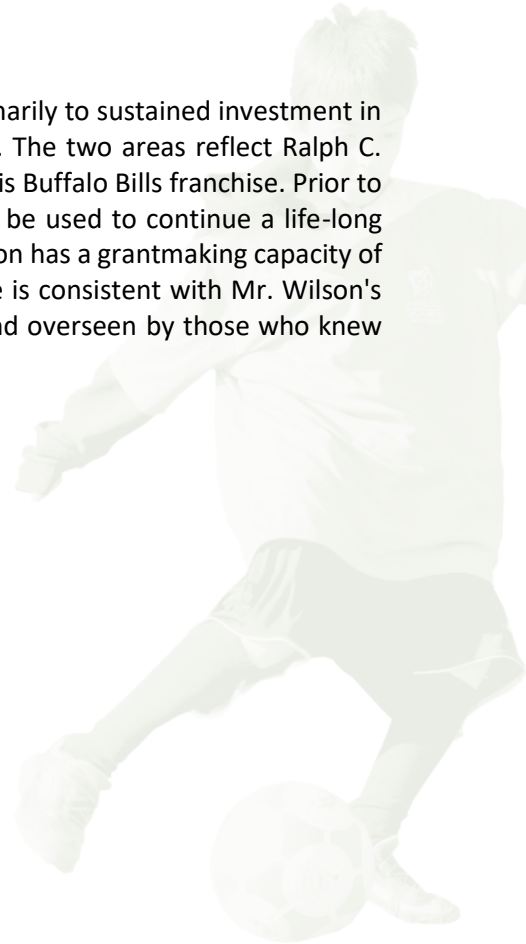 marily to sustained investment in
. The two areas reflect Ralph C.
is Buffalo Bills franchise. Prior to
be used to continue a life-long
on has a grantmaking capacity of
e is consistent with Mr. Wilson's
nd overseen by those who knew